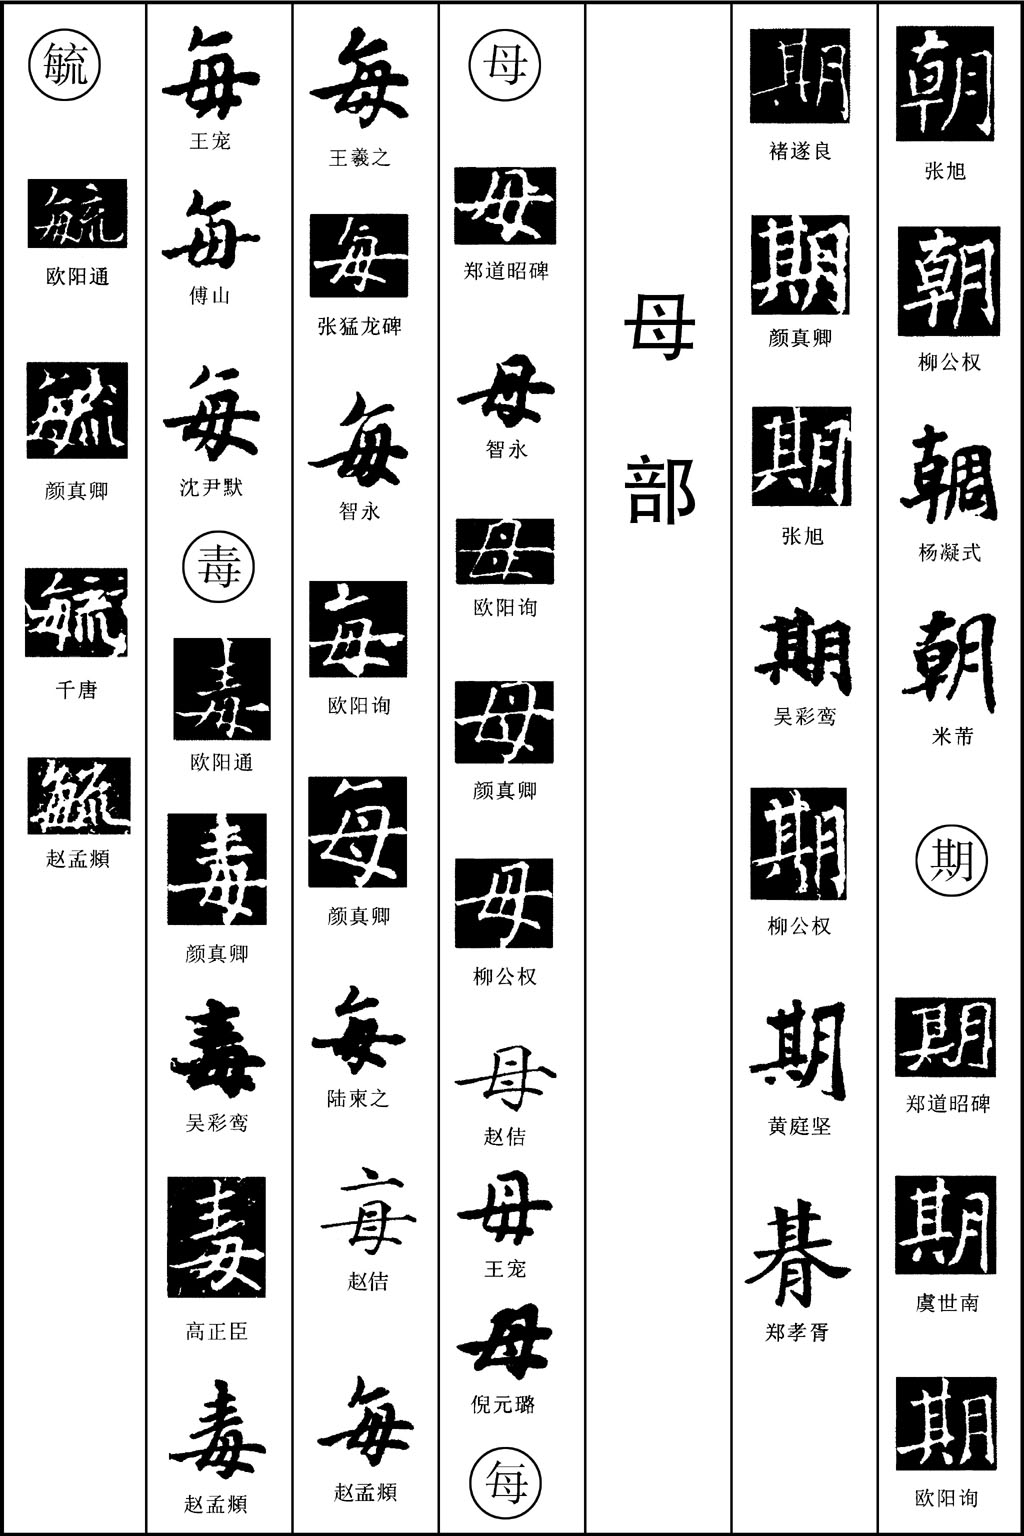 朝
张旭
朝
柳公权
朝
杨凝式
朝
米芾
期
期
郑道昭碑
期
虞世南
期
欧阳询
期
褚遂良
期
颜真卿
期
张旭
期
吴彩鸾
期
柳公权
期
黄庭坚
朞
郑孝胥
母部
母
母
郑道昭碑
母
智永
母
欧阳询
母
颜真卿
母
柳公权
母
赵佶
母
王宠
母
倪元璐
每
每
王羲之
每
张猛龙碑
每
智永
每
欧阳询
每
颜真卿
每
陆柬之
每
赵佶
每
赵孟頫
每
王宠
每
傅山
每
沈尹默
毒
毒
欧阳通
毒
颜真卿
毒
吴彩鸾
毒
高正臣
毒
赵孟頫
毓
毓
欧阳通
毓
颜真卿
毓
千唐
毓
赵孟頫